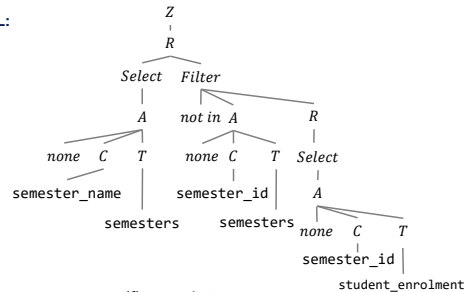 Z
L:
R
Select Filter
A not in A R
none C T none C T Select
semester_name semester_id A
semesters semesters none C T
semester_id
student_enrolment